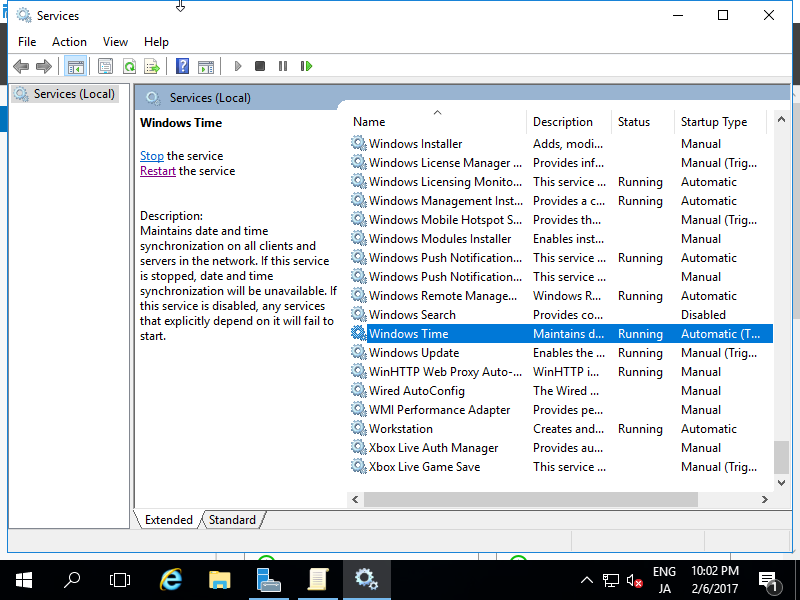 Services
File Action View Help
Services (Local)
Services (Local)
Windows Time
Stop the service
Restart the service
Description:
Maintains date and time
synchronization on all clients and
servers in the network. If this service
is stopped, date and time
synchronization will be unavailable. If
this service is disabled, any services
that explicitly depend on it will fail to
start.
Name Description Status Startup Type
Windows Installer Adds, modi... Manual
Windows License Manager ... Provides inf... Manual (Trig...
Windows Licensing Monito... This service ... Running Automatic
Windows Management Inst... Provides a c... Running Automatic
Windows Mobile Hotspot S... Provides th... Manual (Trig...
Windows Modules Installer Enables inst... Manual
Windows Push Notification... This service ... Running Automatic
Windows Push Notification... This service ... Manual
Windows Remote Manage... Windows R... Running Automatic
Windows Search Provides co... Disabled
Windows Time Maintains d... Running Automatic (T...
Windows Update Enables the ... Running Manual (Trig...
WinHTTP Web Proxy Auto-... WinHTTP i... Running Manual
Wired AutoConfig The Wired ... Manual
WMI Performance Adapter Provides pe... Manual
Workstation Creates and... Running Automatic
Xbox Live Auth Manager Provides au... Manual
Xbox Live Game Save This service ... Manual (Trig...
Extended Standard
ENG
JA
10:02 PM
2/6/2017
1